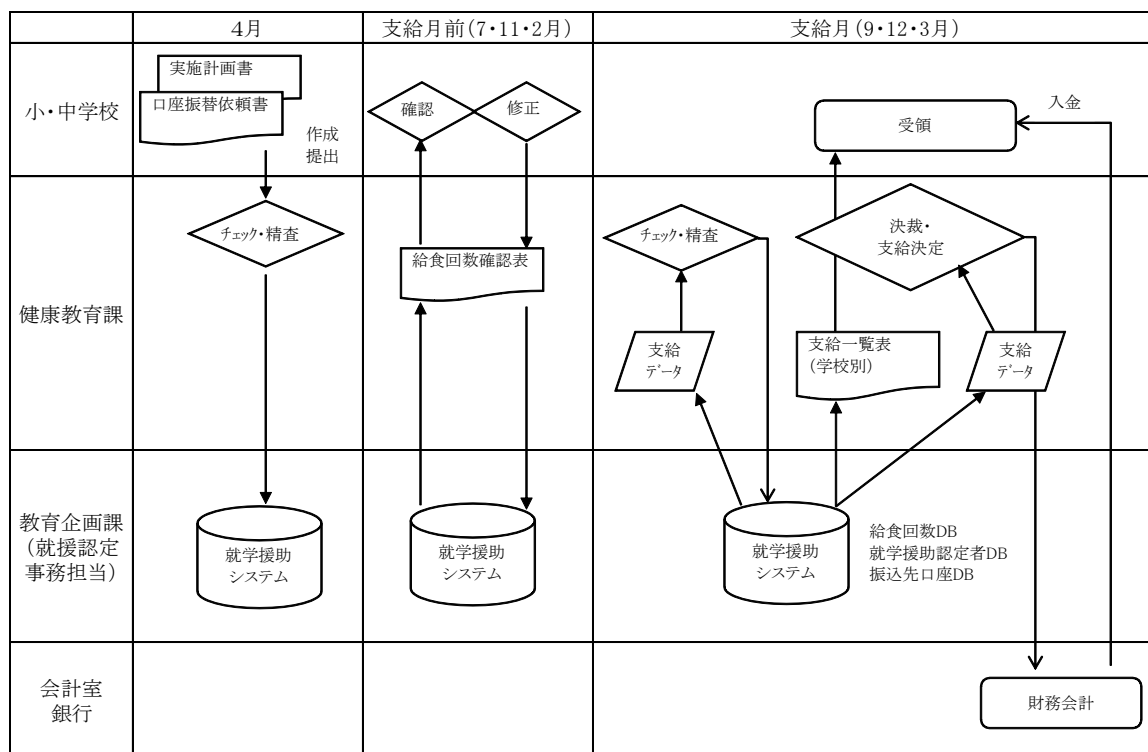 4月
支給月前(7・11・2月)
支給月(9・12・3月)
小・中学校
実施計画書
口座振替依頼書
作成
提出
確認
修正
受領
入金
健康教育課
チェック・精査
給食回数確認表
チェック・精査
決裁・
支給決定
支給
データ
支給一覧表
(学校別)
支給
データ
教育企画課
(就援認定
事務担当)
就学援助
システム
就学援助
システム
就学援助
システム
給食回数DB
就学援助認定者DB
振込先口座DB
会計室
銀行
財務会計